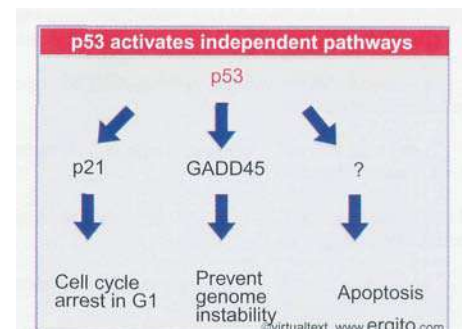 p53 activates independent pathways
p53
p21 GADD45 ?
Cell cycle
arrest in G1
Prevent
genome
instability
Apoptosis
©virtualtext www.ergito.com